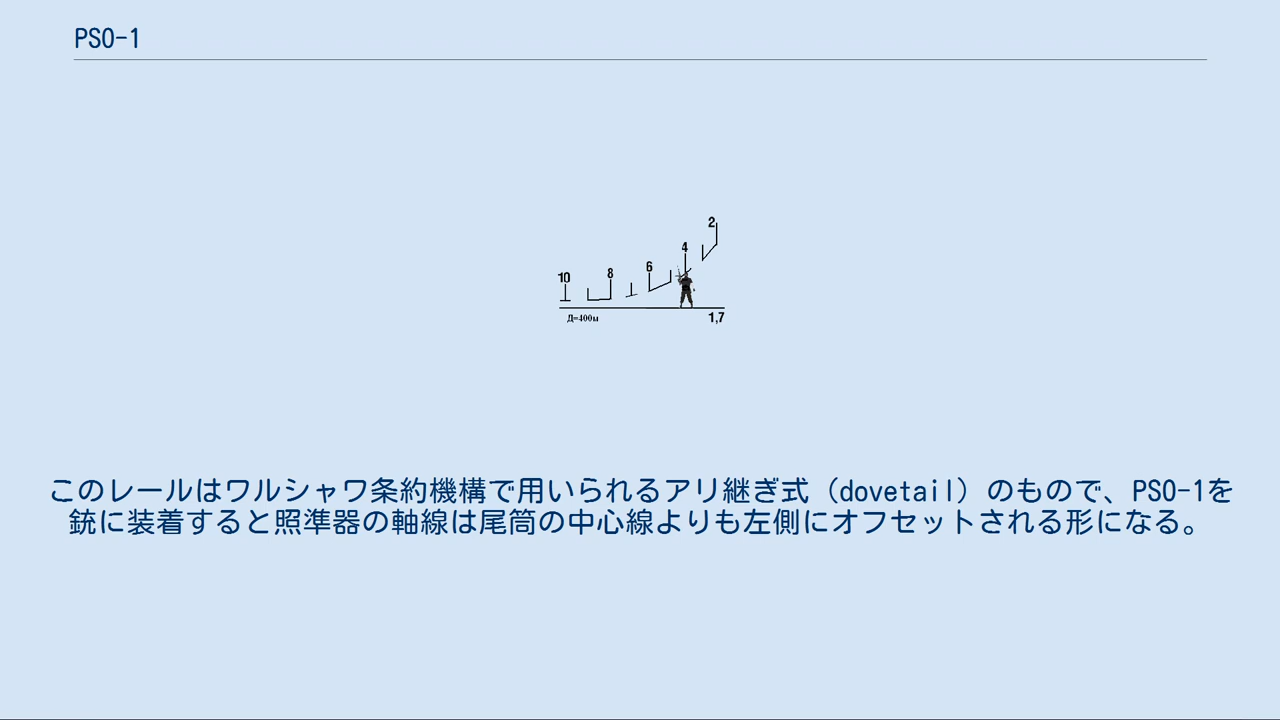 PSO-1
2
4
6
8
10
Д=400м
1,7
このレールはワルシャワ条約機構で用いられるアリ継ぎ式（dovetail）のもので、PSO-1を
銃に装着すると照準器の軸線は尾筒の中心線よりも左側にオフセットされる形になる。